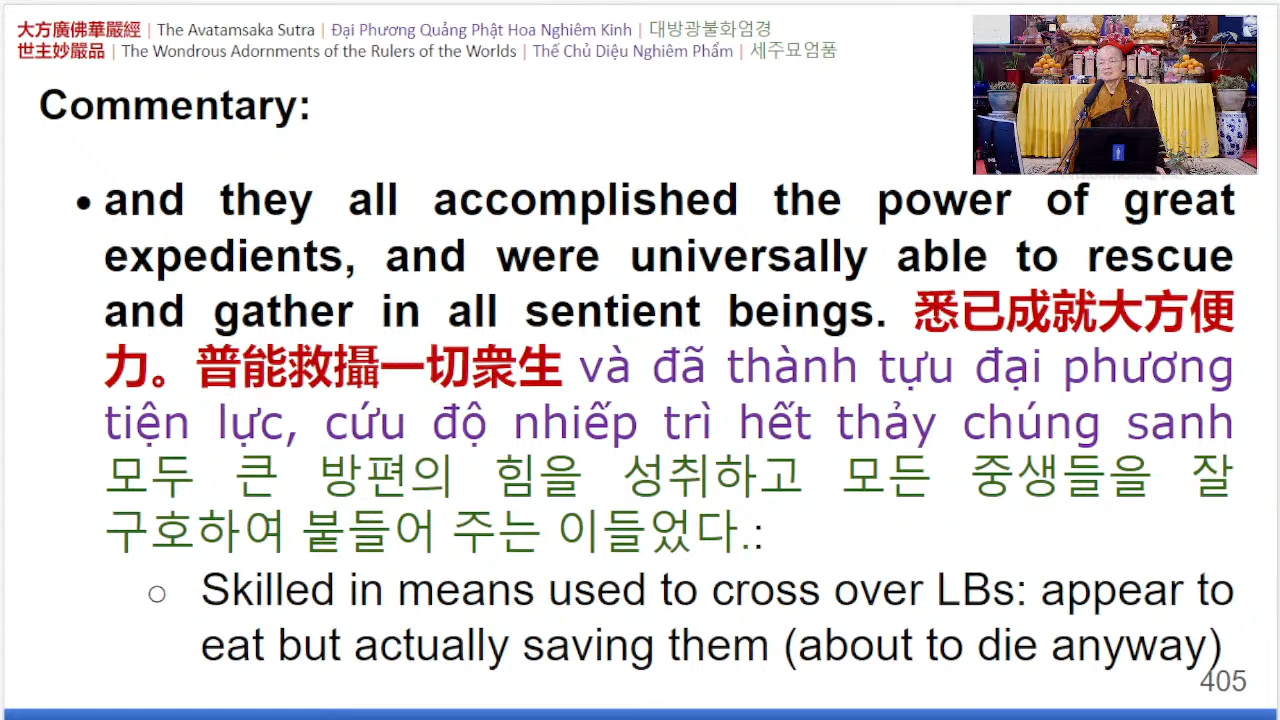 大方廣佛華嚴經 | The Avatamsaka Sutra | Đại Phương Quảng Phật Hoa Nghiêm Kinh | 대방광불화엄경
世主妙嚴品 | The Wondrous Adornments of the Rulers of the Worlds | Thế Chủ Diệu Nghiêm Phẩm | 세주묘엄품
Commentary:
• and they all accomplished the power of great
expedients, and were universally able to rescue
and gather in all sentient beings. 悉已成就大方便
力。普能救攝一切衆生 và đã thành tựu đại phương
tiện lực, cứu độ nhiếp trì hết thảy chúng sanh
모두 큰 방편의 힘을 성취하고 모든 중생들을 잘
구호하여 붙들어 주는 이들었다.:
○ Skilled in means used to cross over LBs: appear to
eat but actually saving them (about to die anyway)
405